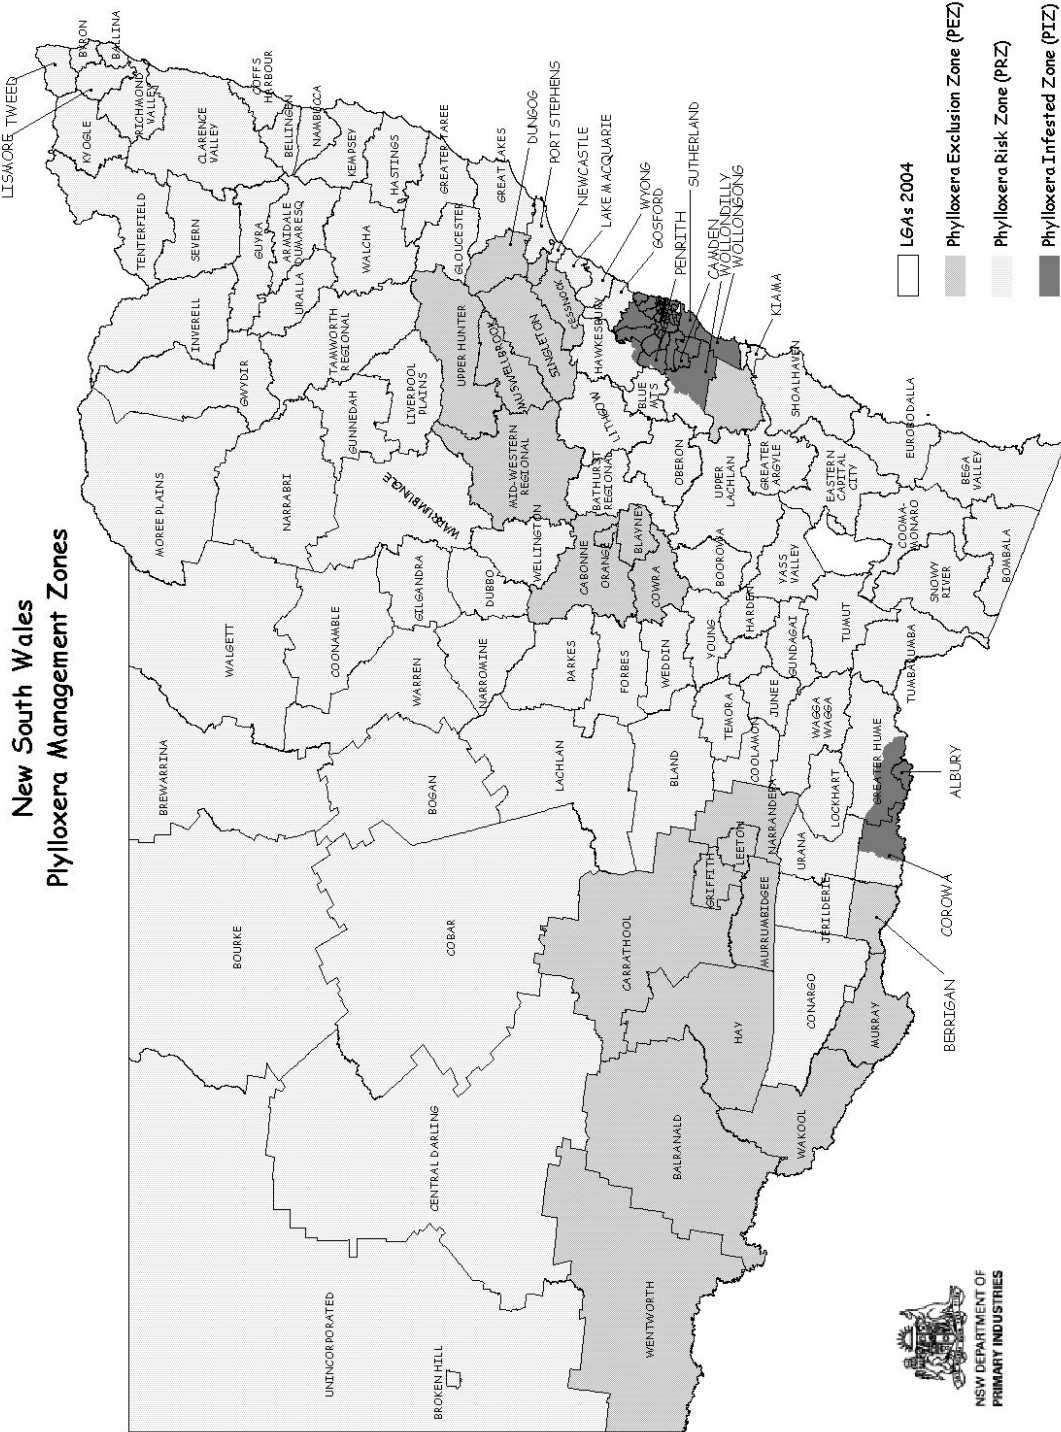 New South Wales
Plylloxera Management Zones
LISMORE
TWEED
BYRON
BALLINA
KYOGLE
RICHMOND
VALLEY
CLARENCE
VALLEY
COFFS
HARBOUR
BELLINGEN
NAMBUCCA
KEMPSEY
HASTINGS
GREATER TAREE
GREAT LAKES
GLOUCESTER
TENTERFIELD
SEVERN
GUYRA
ARMIDALE
DUMARESQ
URALLA
WALCHA
INVERELL
GWYDIR
TAMWORTH
REGIONAL
GUNNEDAH
LIVERPOOL
PLAINS
UPPER HUNTER
MUSWELLBROOK
SINGLETON
CESSNOCK
DUNGOG
PORT STEPHENS
NEWCASTLE
LAKE MACQUARIE
WYONG
GOSFORD
PENRITH
SUTHERLAND
CAMDEN
WOLLONDILLY
WOLLONGONG
KIAMA
HAWKESBURY
BLUE
MTS
LITHGOW
SHOALHAVEN
EUROBODALLA
BEGA
VALLEY
MOREE PLAINS
NARRABRI
WARRUMBUNGLE
MID-WESTERN
REGIONAL
BATHURST
REGIONAL
OBERON
UPPER
LACHLAN
GREATER
ARGYLE
EASTERN
CAPITAL
CITY
COOMA-
MONARO
BOMBALA
SNOWY
RIVER
WALGETT
COONAMBLE
GILGANDRA
DUBBO
WELLINGTON
CABONNE
ORANGE
BLAYNEY
COWRA
BOOROWA
YASS
VALLEY
HARDEN
YOUNG
GUNDAGAI
TUMUT
TUMBARUMBA
WARREN
NARROMINE
PARKES
FORBES
WEDDIN
TEMORA
JUNEE
COOLAMON
WAGGA
WAGGA
BREWARRINA
BOGAN
LACHLAN
BLAND
NARRANDERA
LOCKHART
GREATER HUME
ALBURY
URANA
LEETON
GRIFFITH
MURRUMBIDGEE
JERILDERIE
COROWA
BERRIGAN
BOURKE
COBAR
CARRATHOOL
HAY
CONARGO
MURRAY
WAKOOL
CENTRAL DARLING
BALRANALD
UNINCORPORATED
BROKEN HILL
WENTWORTH
LGAs 2004
Phylloxera Exclusion Zone (PEZ)
Phylloxera Risk Zone (PRZ)
Phylloxera Infested Zone (PIZ)
NSW DEPARTMENT OF
PRIMARY INDUSTRIES